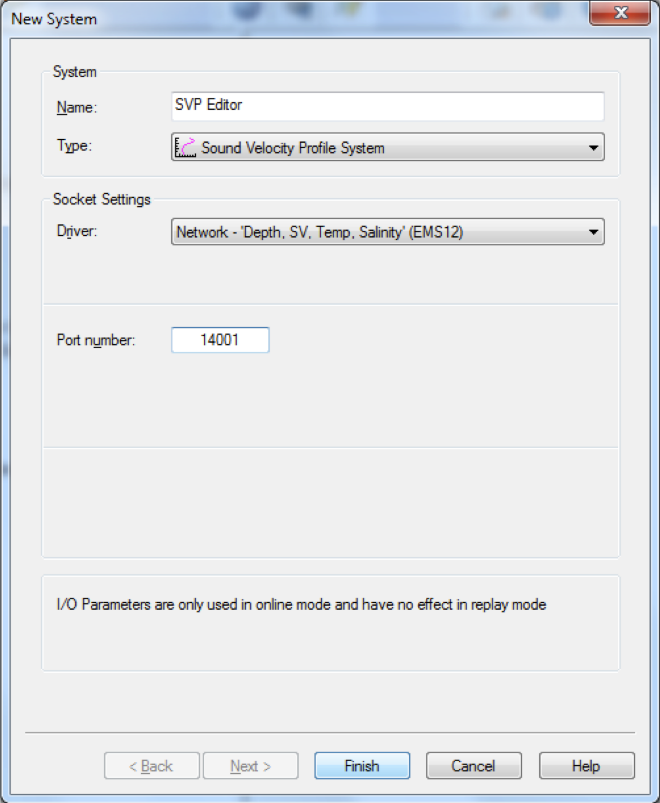 New System
System
Name:
SVP Editor
Type:
Sound Velocity Profile System
Socket Settings
Driver:
Network - 'Depth, SV, Temp, Salinity' (EMS12)
Port number:
14001
I/O Parameters are only used in online mode and have no effect in replay mode
< Back
Next >
Finish
Cancel
Help